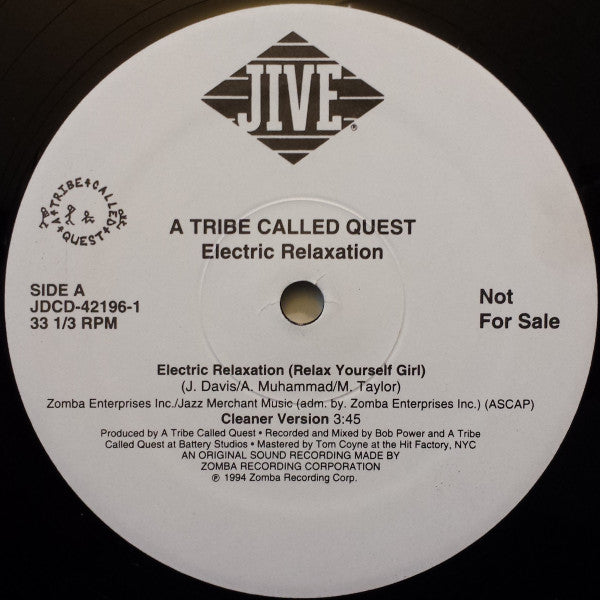 JIVE®
A TRIBE CALLED QUEST
A TRIBE CALLED QUEST
Electric Relaxation
SIDE A
JDCD-42196-1
33 1/3 RPM
Not
For Sale
Electric Relaxation (Relax Yourself Girl)
(J. Davis/A. Muhammad/M. Taylor)
Zomba Enterprises Inc./Jazz Merchant Music (adm. by. Zomba Enterprises Inc.) (ASCAP)
Cleaner Version 3:45
Produced by A Tribe Called Quest • Recorded and Mixed by Bob Power and A Tribe
Called Quest at Battery Studios • Mastered by Tom Coyne at the Hit Factory, NYC
AN ORIGINAL SOUND RECORDING MADE BY
ZOMBA RECORDING CORPORATION
℗ 1994 Zomba Recording Corp.